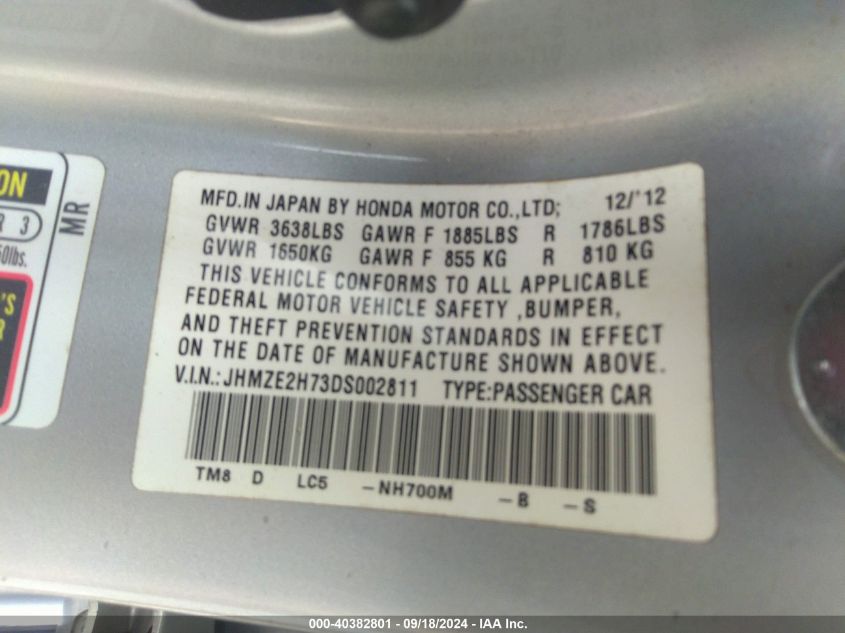 ON
R 3
50lbs.
'S
R
MR
MFD.IN JAPAN BY HONDA MOTOR CO.,LTD; 12/'12
GVWR 3638LBS GAWR F 1885LBS R 1786LBS
GVWR 1650KG GAWR F 855 KG R 810 KG
THIS VEHICLE CONFORMS TO ALL APPLICABLE
FEDERAL MOTOR VEHICLE SAFETY ,BUMPER,
AND THEFT PREVENTION STANDARDS IN EFFECT
ON THE DATE OF MANUFACTURE SHOWN ABOVE.
V.I.N.: JHMZE2H73DS002811 TYPE:PASSENGER CAR
TM8 D LC5 -NH700M -B -S
000-40382801 - 09/18/2024 - IAA Inc.